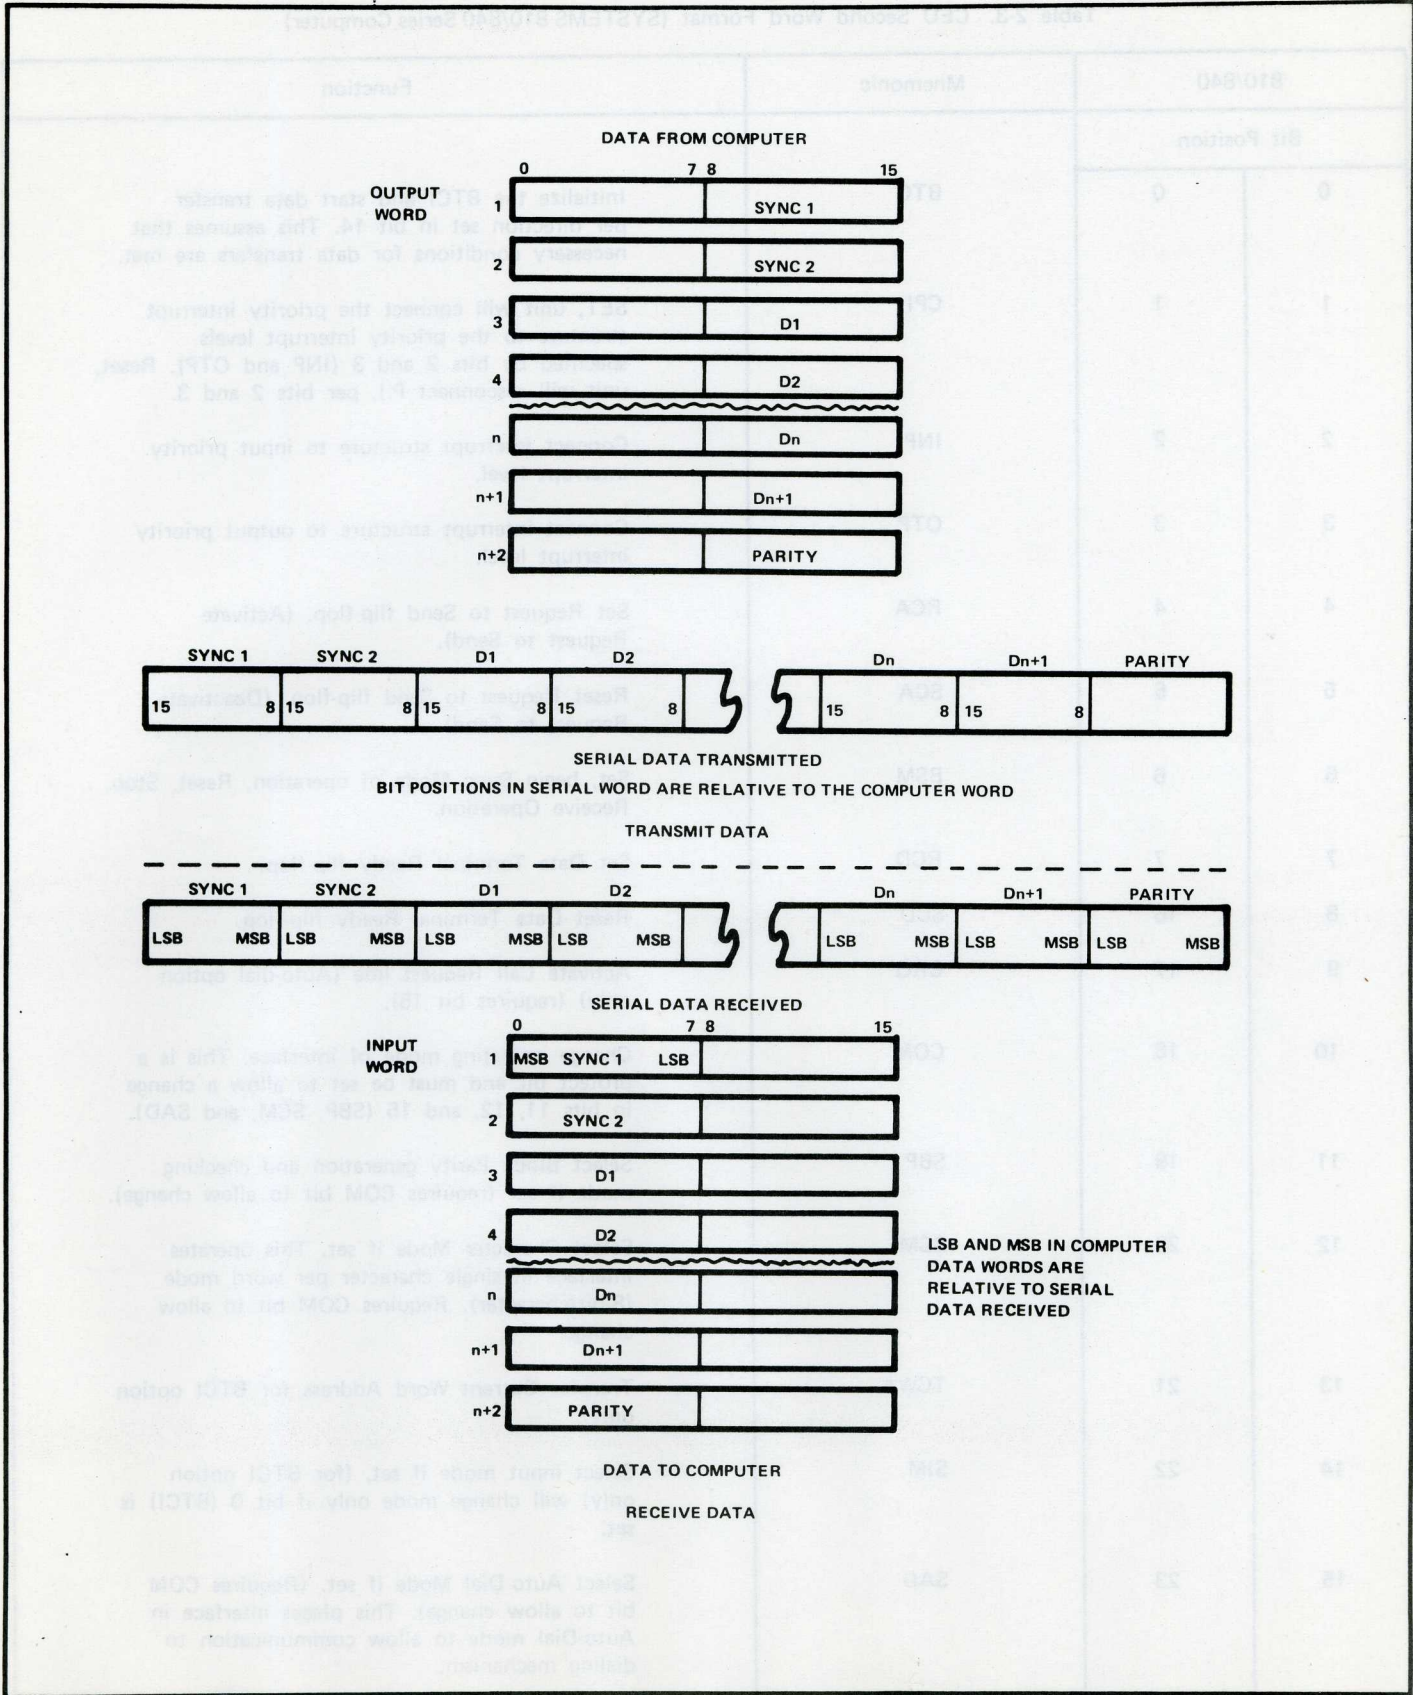 DATA FROM COMPUTER
0 7 8 15
OUTPUT
WORD
1 SYNC 1
2 SYNC 2
3 D1
4 D2
n Dn
n+1 Dn+1
n+2 PARITY
SYNC 1 SYNC 2 D1 D2 Dn Dn+1 PARITY
15 8 15 8 15 8 15 8 15 8 15 8
SERIAL DATA TRANSMITTED
BIT POSITIONS IN SERIAL WORD ARE RELATIVE TO THE COMPUTER WORD
TRANSMIT DATA
SYNC 1 SYNC 2 D1 D2 Dn Dn+1 PARITY
LSB MSB LSB MSB LSB MSB LSB MSB LSB MSB LSB MSB LSB MSB
SERIAL DATA RECEIVED
0 7 8 15
INPUT
WORD
1 MSB SYNC 1 LSB
2 SYNC 2
3 D1
4 D2
LSB AND MSB IN COMPUTER
DATA WORDS ARE
RELATIVE TO SERIAL
DATA RECEIVED
n Dn
n+1 Dn+1
n+2 PARITY
DATA TO COMPUTER
RECEIVE DATA